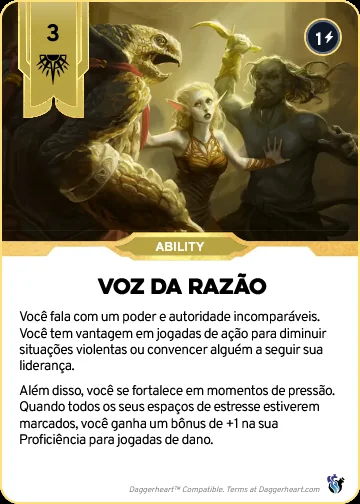 3
1
ABILITY
VOZ DA RAZÃO
Você fala com um poder e autoridade incomparáveis.
Você tem vantagem em jogadas de ação para diminuir
situações violentas ou convencer alguém a seguir sua
liderança.
Além disso, você se fortalece em momentos de pressão.
Quando todos os seus espaços de estresse estiverem
marcados, você ganha um bônus de +1 na sua
Proficiência para jogadas de dano.
Daggerheart™ Compatible. Terms at Daggerheart.com